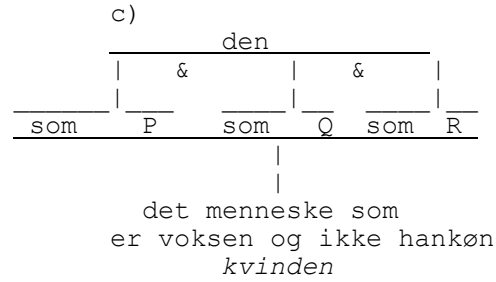 c)
den
& &
som P som Q som R
det menneske som
er voksen og ikke hankøn
kvinden